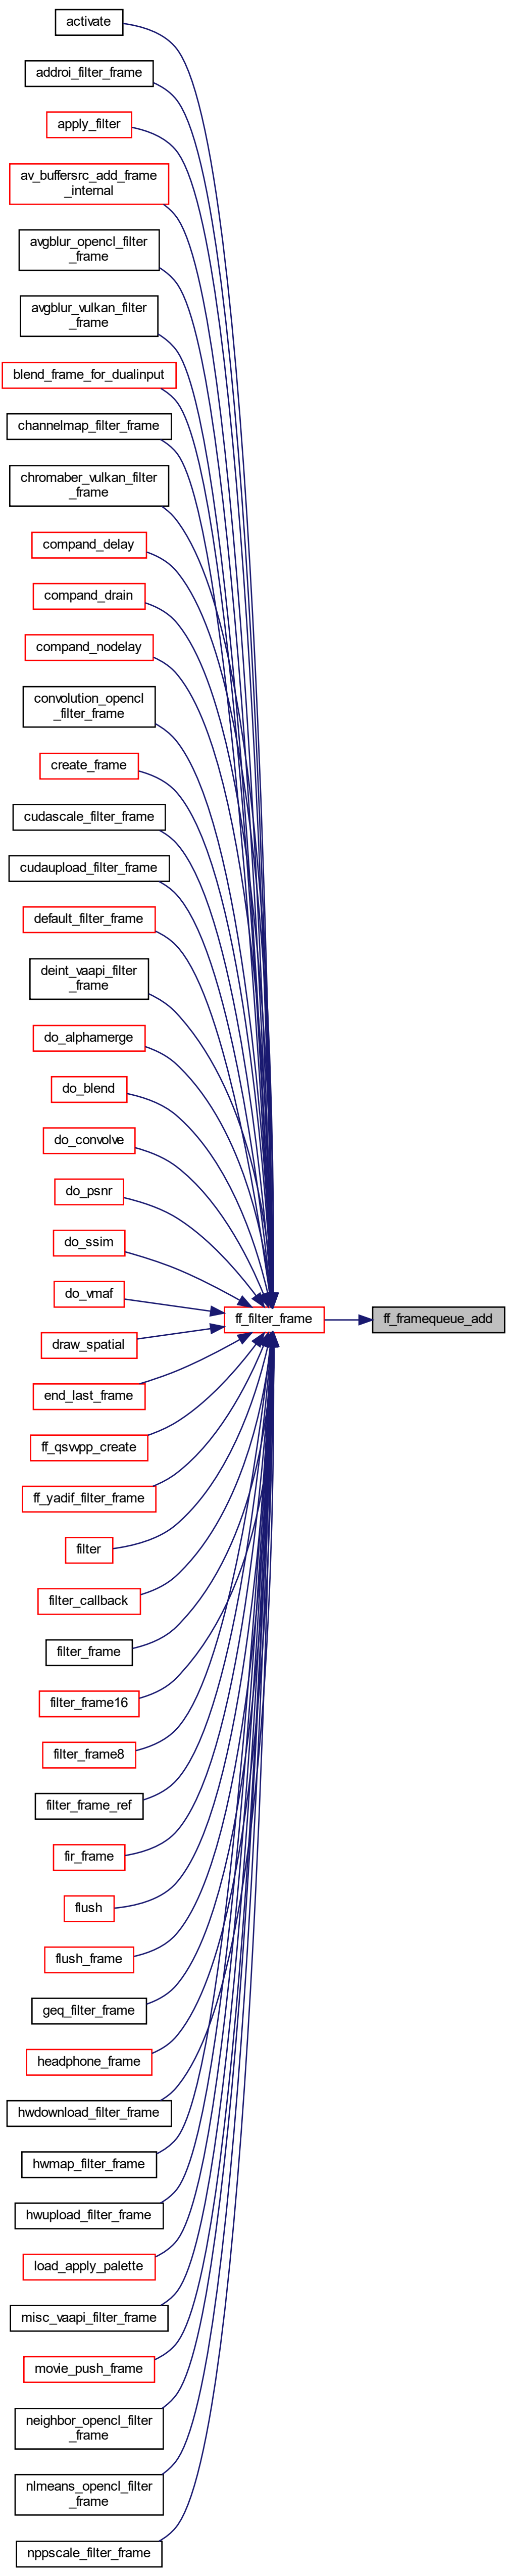 activate
addroi_filter_frame
apply_filter
av_buffersrc_add_frame
_internal
avgblur_opencl_filter
_frame
avgblur_vulkan_filter
_frame
blend_frame_for_dualinput
channelmap_filter_frame
chromaber_vulkan_filter
_frame
compand_delay
compand_drain
compand_nodelay
convolution_opencl
_filter_frame
create_frame
cudascale_filter_frame
cudaupload_filter_frame
default_filter_frame
deint_vaapi_filter
_frame
do_alphamerge
do_blend
do_convolve
do_psnr
do_ssim
do_vmaf
ff_filter_frame
ff_framequeue_add
draw_spatial
end_last_frame
ff_qsvvpp_create
ff_yadif_filter_frame
filter
filter_callback
filter_frame
filter_frame16
filter_frame8
filter_frame_ref
fir_frame
flush
flush_frame
geq_filter_frame
headphone_frame
hwdownload_filter_frame
hwmap_filter_frame
hwupload_filter_frame
load_apply_palette
misc_vaapi_filter_frame
movie_push_frame
neighbor_opencl_filter
_frame
nlmeans_opencl_filter
_frame
nppscale_filter_frame